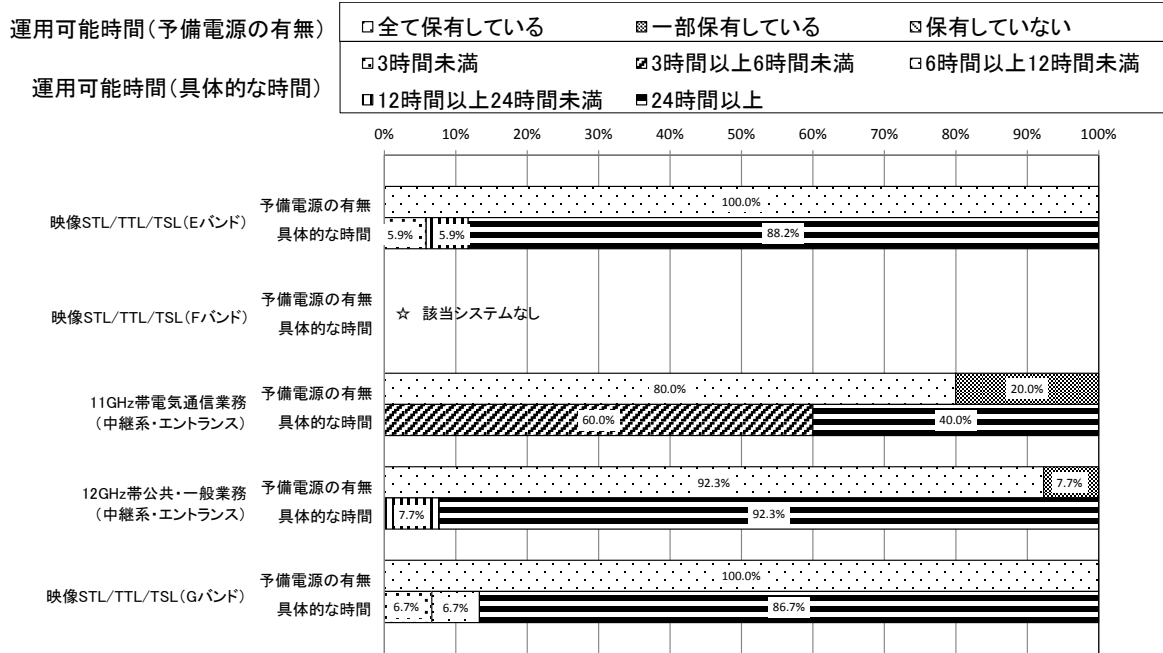 運用可能時間(予備電源の有無)
全て保有している 一部保有している 保有していない
運用可能時間(具体的な時間)
3時間未満 3時間以上6時間未満 6時間以上12時間未満
12時間以上24時間未満 24時間以上
0% 10% 20% 30% 40% 50% 60% 70% 80% 90% 100%
映像STL/TTL/TSL(Eバンド)
予備電源の有無
100.0%
具体的な時間
5.9% 5.9% 88.2%
映像STL/TTL/TSL(Fバンド)
予備電源の有無
具体的な時間
☆ 該当システムなし
11GHz帯電気通信業務
(中継系・エントランス)
予備電源の有無
80.0% 20.0%
具体的な時間
60.0% 40.0%
12GHz帯公共・一般業務
(中継系・エントランス)
予備電源の有無
92.3% 7.7%
具体的な時間
7.7% 92.3%
映像STL/TTL/TSL(Gバンド)
予備電源の有無
100.0%
具体的な時間
6.7% 6.7% 86.7%